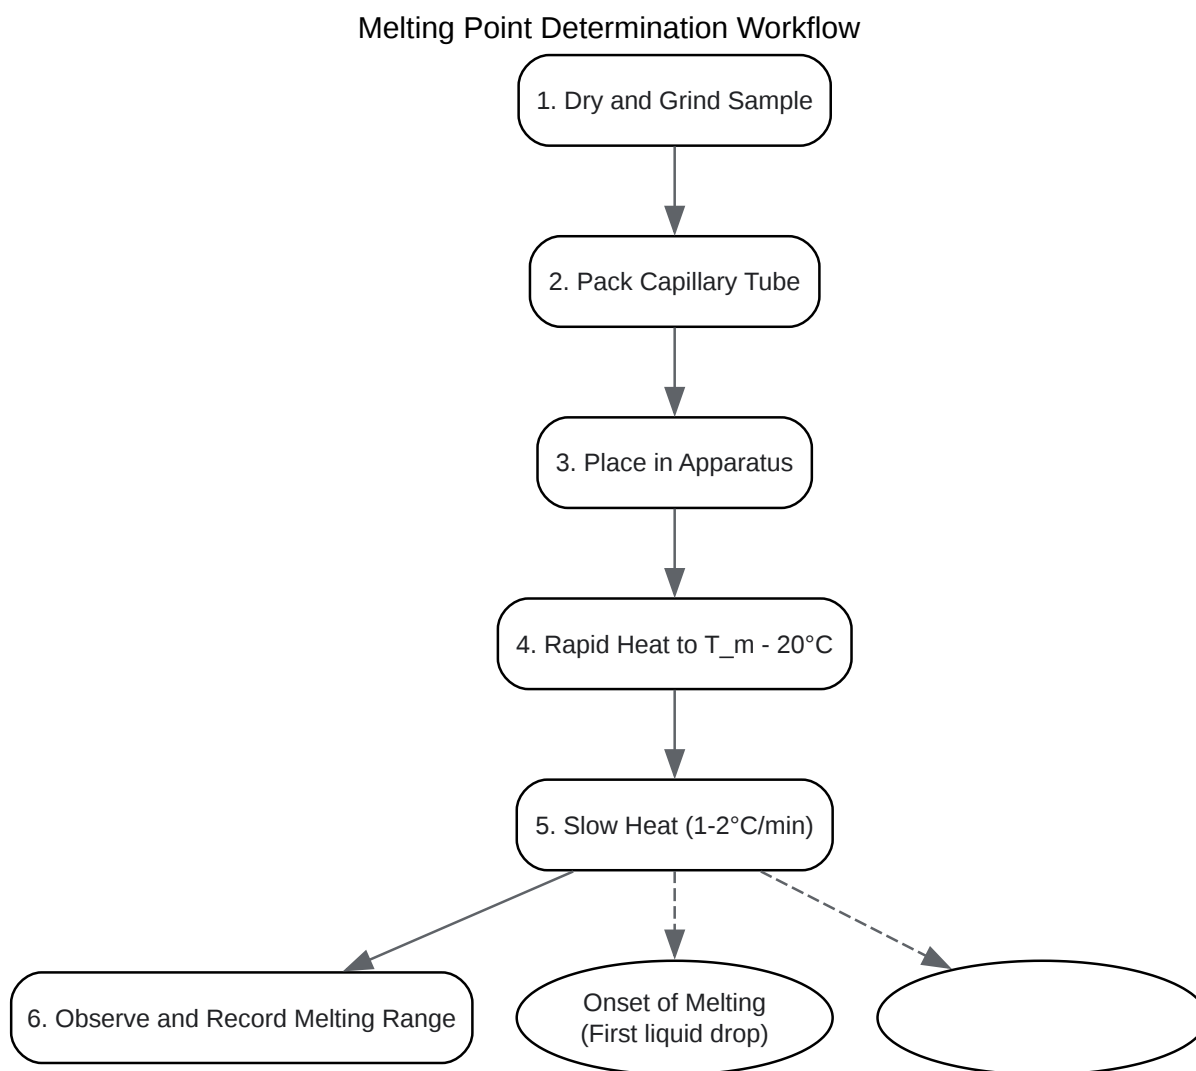 Melting Point Determination Workflow
1. Dry and Grind Sample
2. Pack Capillary Tube
3. Place in Apparatus
4. Rapid Heat to T_m - 20°C
5. Slow Heat (1-2°C/min)
6. Observe and Record Melting Range
Onset of Melting
(First liquid drop)